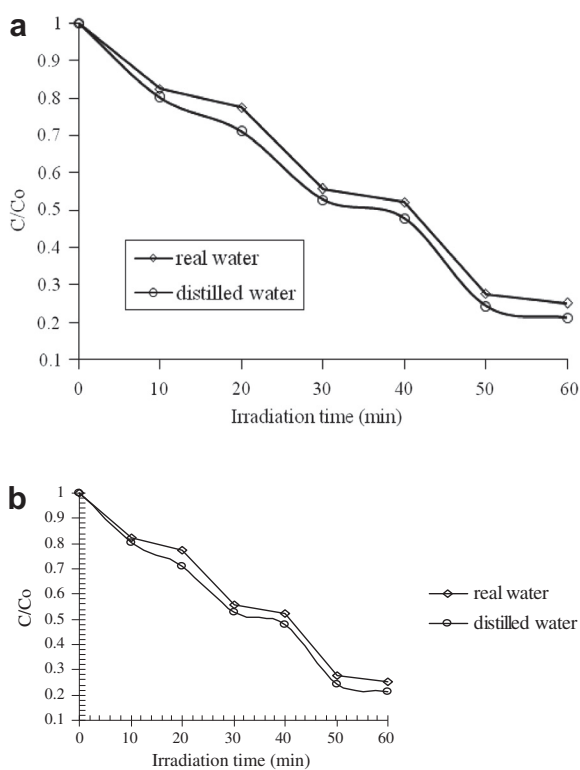 a
1
0.9
0.8
0.7
0.6
0.5
0.4
0.3
0.2
0.1
C/Co
real water
distilled water
0 10 20 30 40 50 60
Irradiation time (min)
b
1
0.9
0.8
0.7
0.6
0.5
0.4
0.3
0.2
0.1
C/Co
real water
distilled water
0 10 20 30 40 50 60
Irradiation time (min)